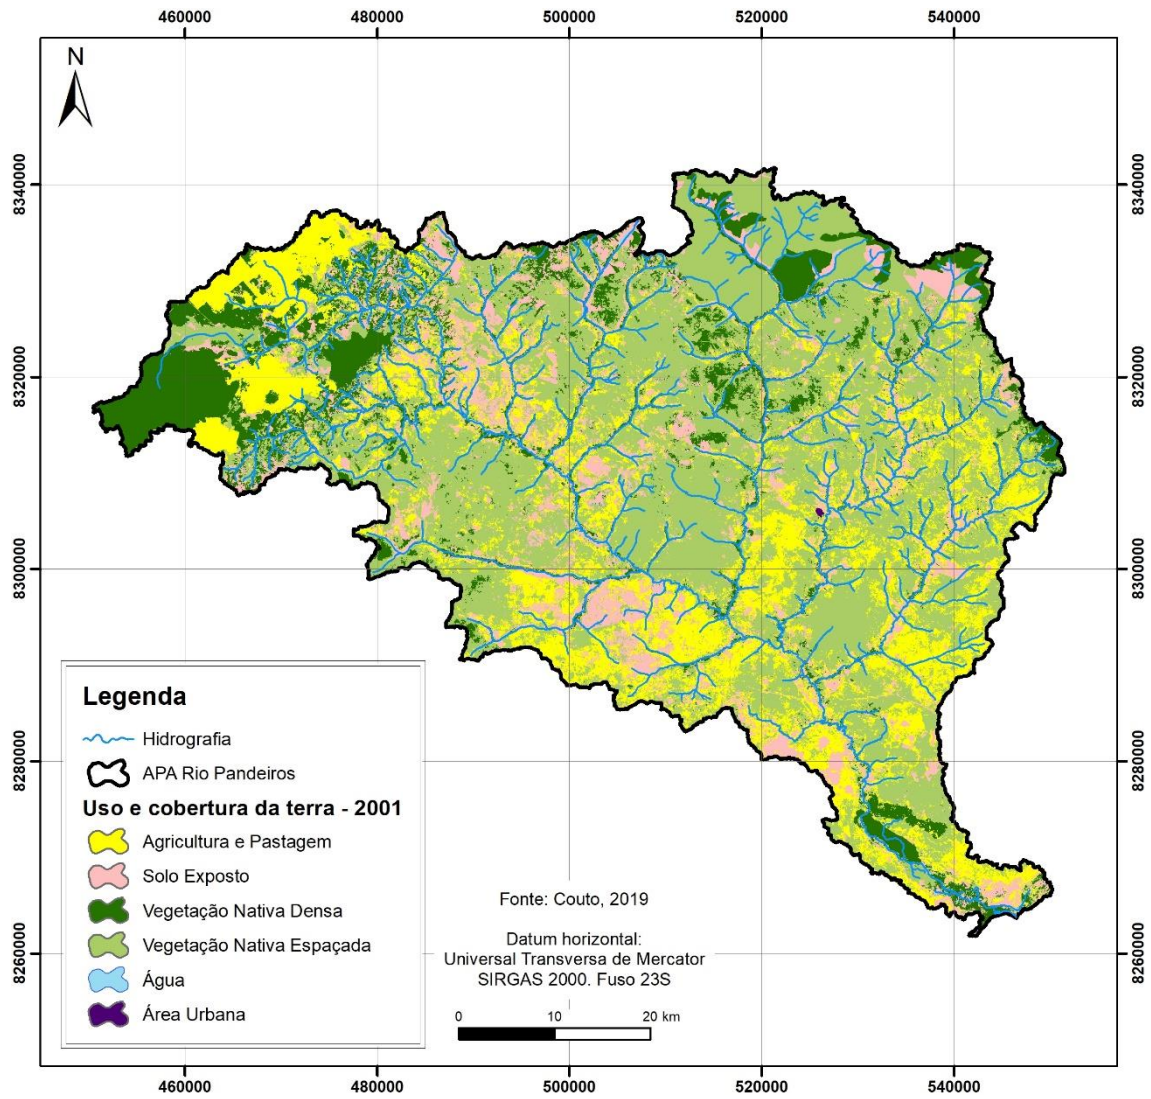 460000 480000 500000 520000 540000
N
8340000 8340000
8320000 8320000
8300000 8300000
8280000 8280000
8260000 8260000
Legenda
Hidrografia
APA Rio Pandeiros
Uso e cobertura da terra - 2001
Agricultura e Pastagem
Solo Exposto
Vegetação Nativa Densa
Vegetação Nativa Espaçada
Água
Área Urbana
Fonte: Couto, 2019
Datum horizontal:
Universal Transversa de Mercator
SIRGAS 2000. Fuso 23S
0 10 20 km
460000 480000 500000 520000 540000